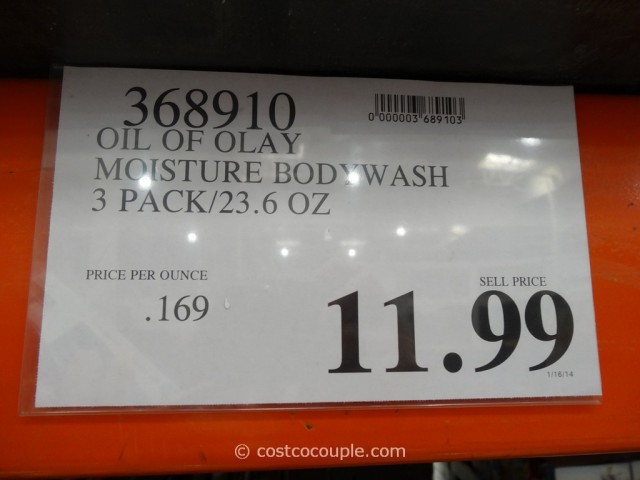 368910
0 000003 689103
OIL OF OLAY
MOISTURE BODYWASH
3 PACK/23.6 OZ
PRICE PER OUNCE
.169
SELL PRICE
11.99
1/16/14
© costcocouple.com